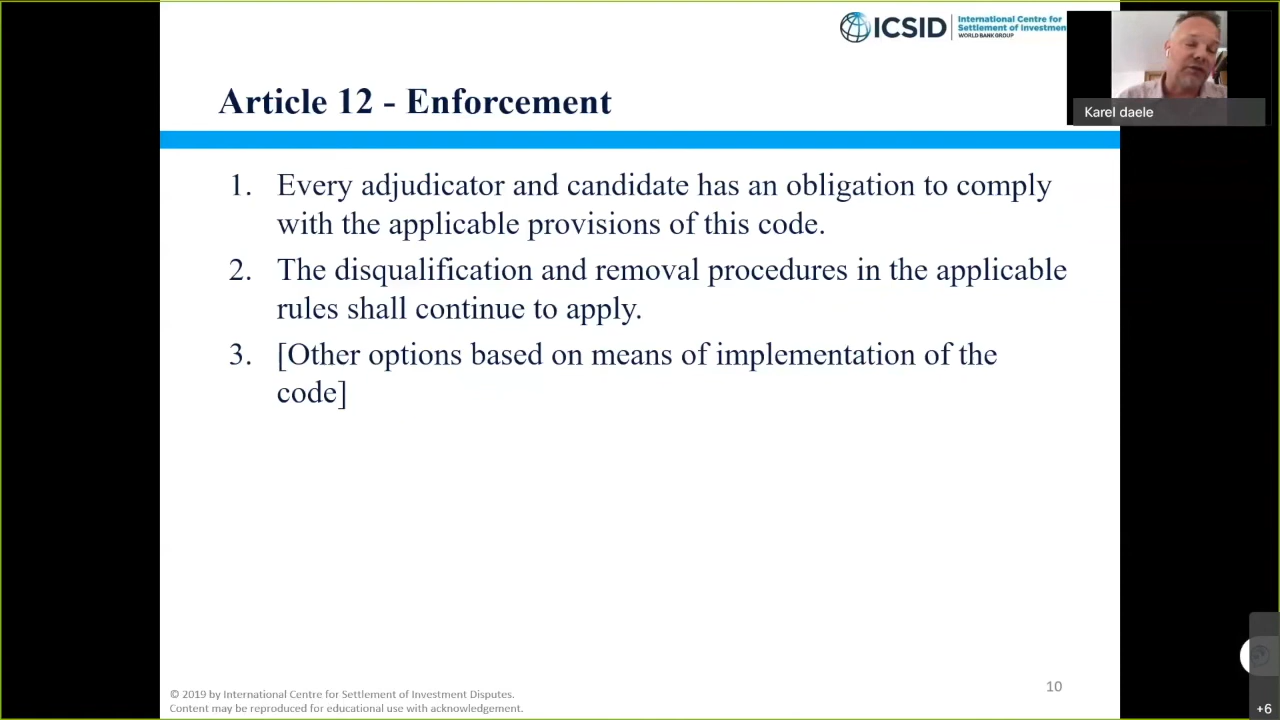 ICSID
International Centre for
Settlement of Investmen
WORLD BANK GROUP
Karel daele
Article 12 - Enforcement
1. Every adjudicator and candidate has an obligation to comply
with the applicable provisions of this code.
2. The disqualification and removal procedures in the applicable
rules shall continue to apply.
3. [Other options based on means of implementation of the
code]
© 2019 by International Centre for Settlement of Investment Disputes.
Content may be reproduced for educational use with acknowledgement.
10
+6